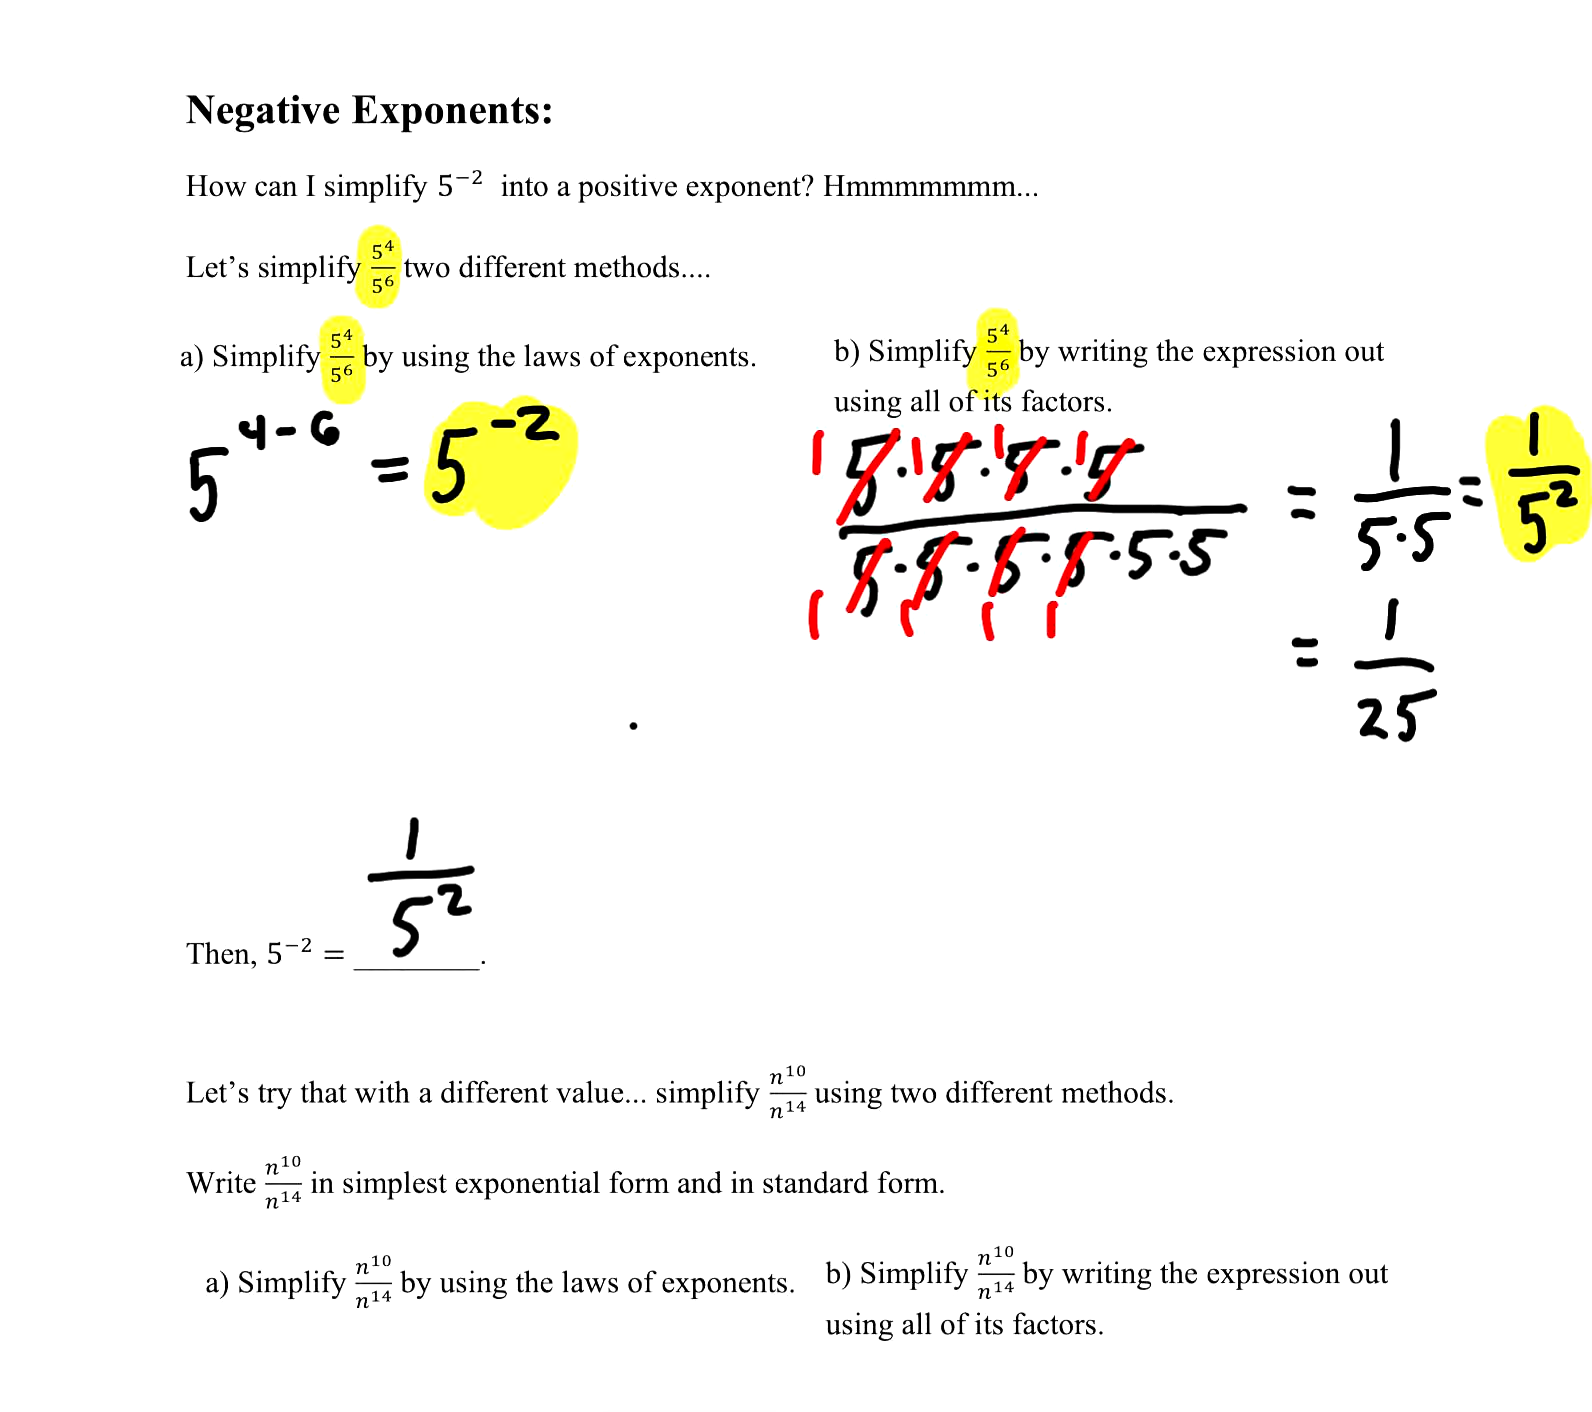 Negative Exponents:
How can I simplify 5⁻² into a positive exponent? Hmmmmmmm...
Let’s simplify 5⁴/5⁶ two different methods....
a) Simplify 5⁴/5⁶ by using the laws of exponents.
5⁴⁻⁶ = 5⁻²
b) Simplify 5⁴/5⁶ by writing the expression out
using all of its factors.
1 1 1 1
5·5·5·5 / 5·5·5·5·5·5 = 1/5·5 = 1/5²
1 1 1 1
= 1/25
Then, 5⁻² = 1/5².
Let’s try that with a different value... simplify n¹⁰/n¹⁴ using two different methods.
Write n¹⁰/n¹⁴ in simplest exponential form and in standard form.
a) Simplify n¹⁰/n¹⁴ by using the laws of exponents.
b) Simplify n¹⁰/n¹⁴ by writing the expression out
using all of its factors.